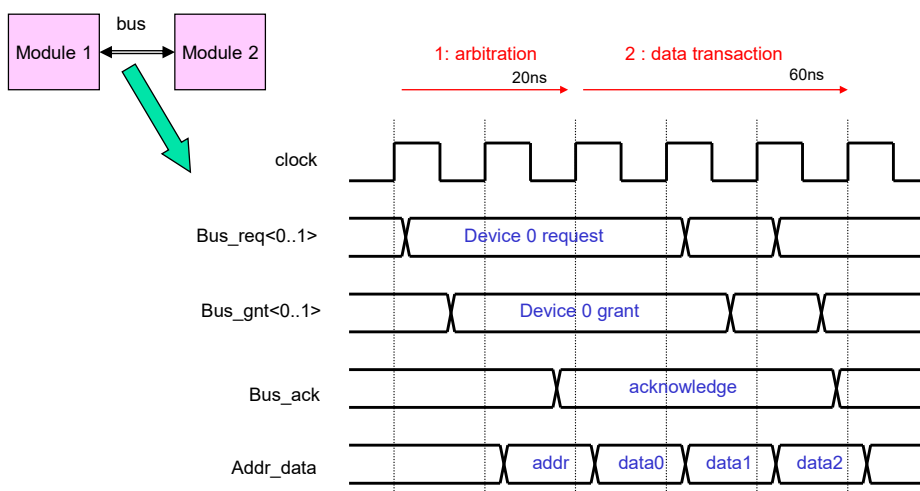 bus
Module 1
Module 2
1: arbitration
2 : data transaction
20ns
60ns
clock
Bus_req<0..1>
Device 0 request
Bus_gnt<0..1>
Device 0 grant
Bus_ack
acknowledge
Addr_data
addr
data0
data1
data2